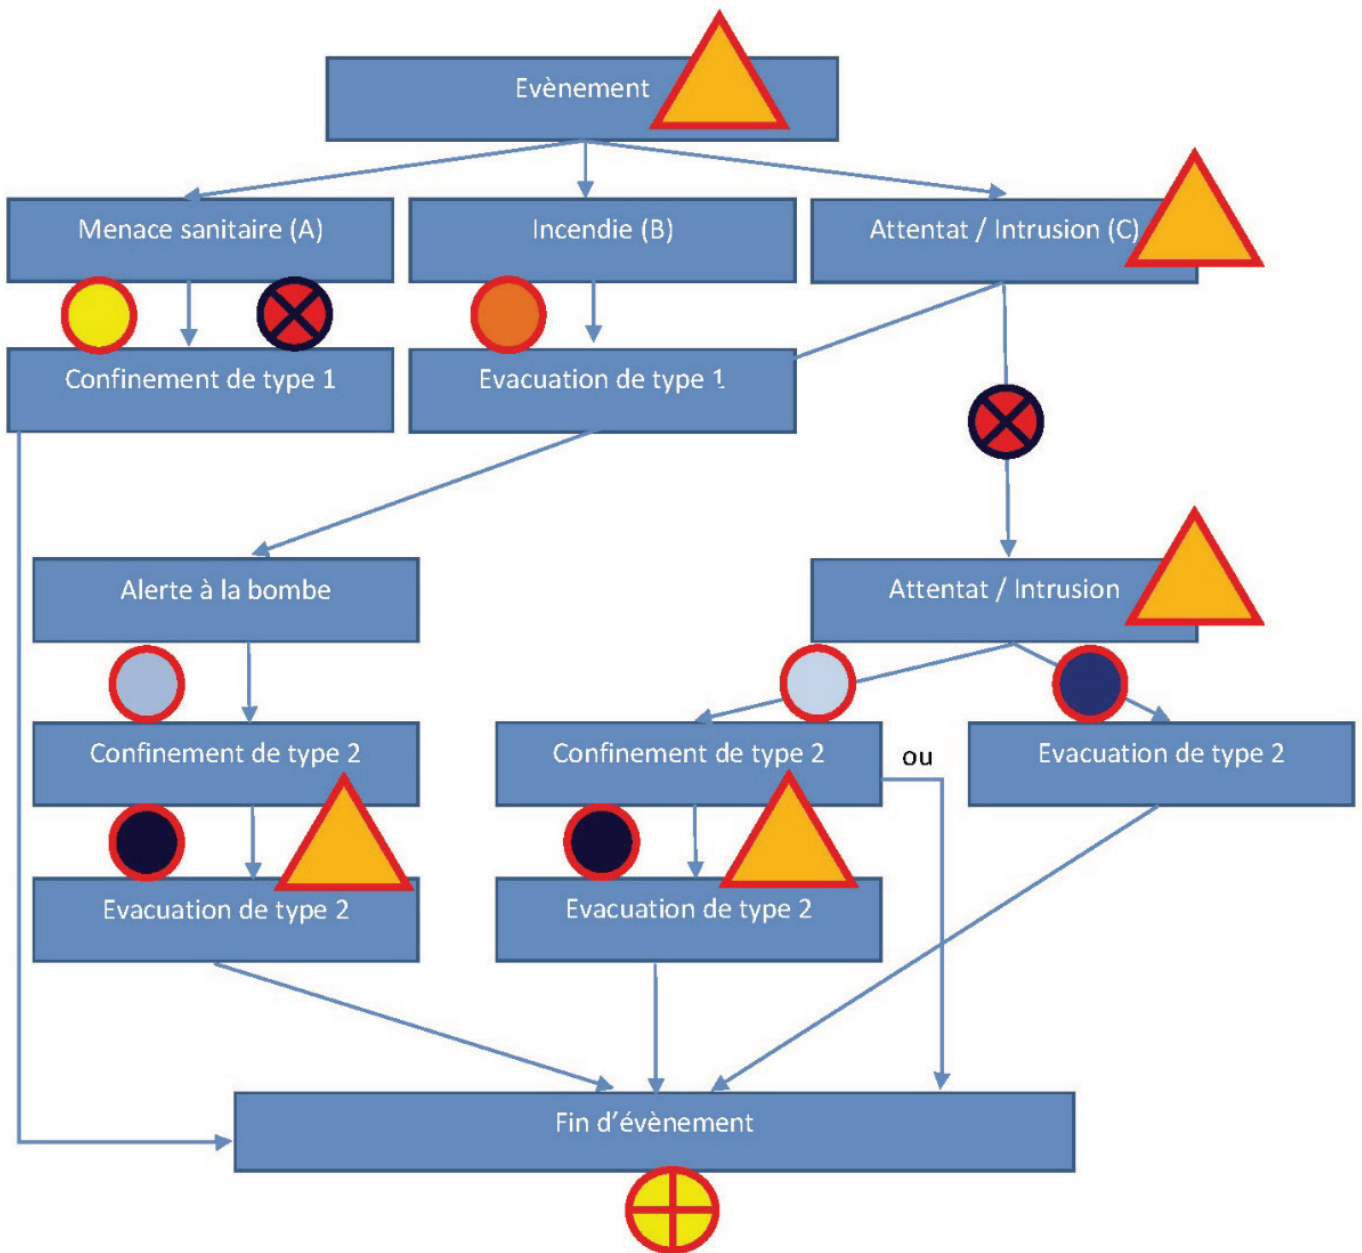 Evènement
Menace sanitaire (A)
Incendie (B)
Attentat / Intrusion (C)
Confinement de type 1
Evacuation de type 1
Alerte à la bombe
Attentat / Intrusion
Confinement de type 2
Confinement de type 2
ou
Evacuation de type 2
Evacuation de type 2
Evacuation de type 2
Fin d’évènement